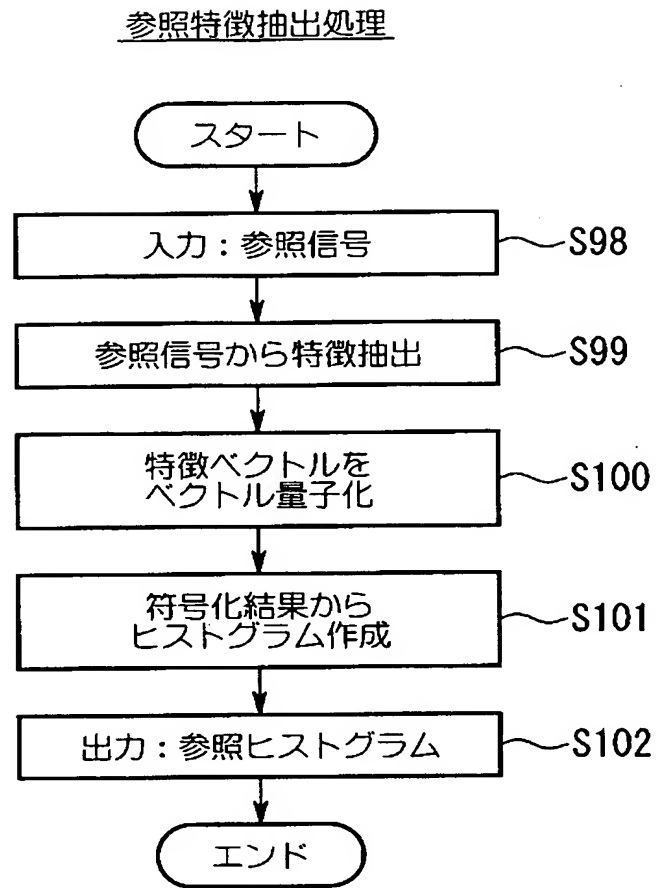 参照特徴抽出処理
スタート
入力：参照信号
S98
参照信号から特徴抽出
S99
特徴ベクトルを
ベクトル量子化
S100
符号化結果から
ヒストグラム作成
S101
出力：参照ヒストグラム
S102
エンド